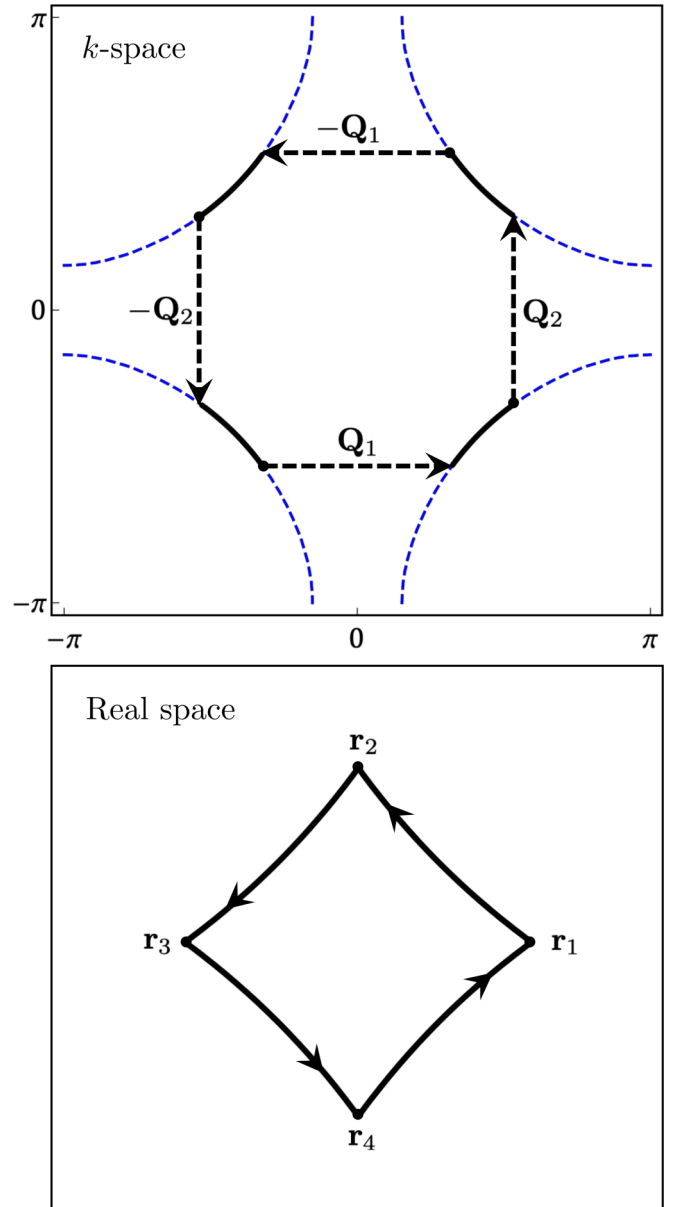 π
k-space
−Q₁
0
−Q₂
Q₂
Q₁
−π
−π
0
π
Real space
r₂
r₃
r₁
r₄